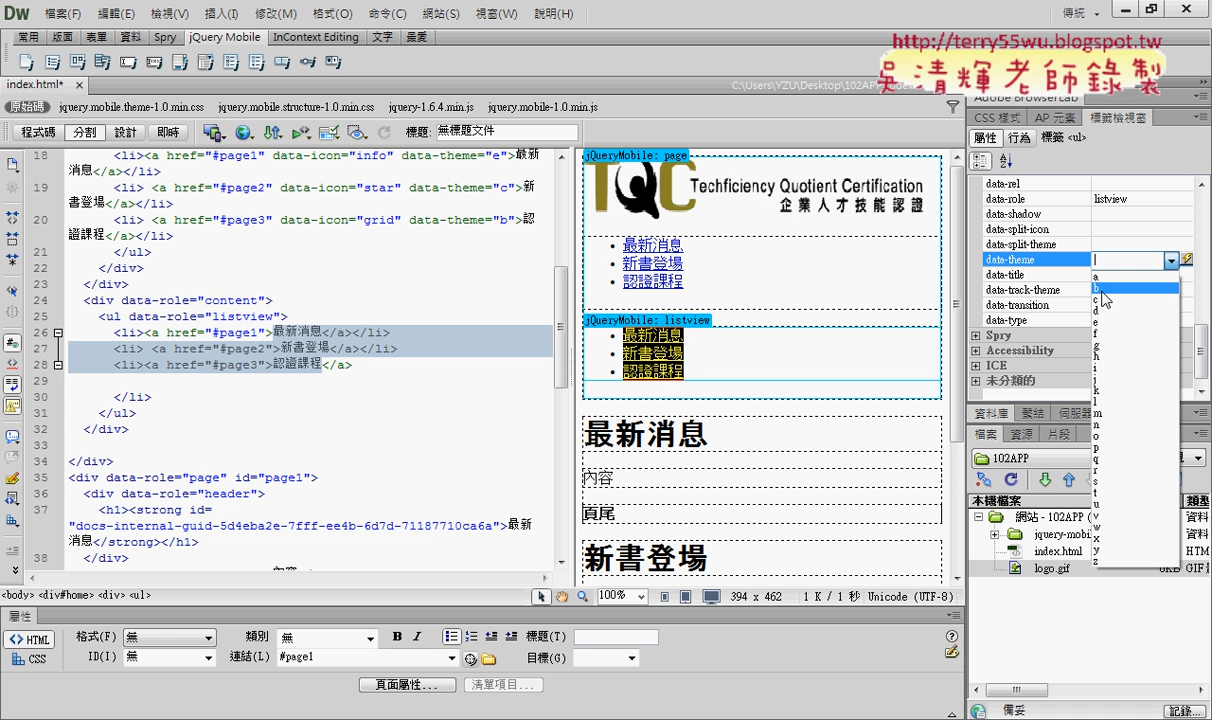 Dw 檔案(F) 編輯(E) 檢視(V) 插入(I) 修改(M) 格式(O) 命令(C) 網站(S) 視窗(W) 說明(H) 傳統
常用 版面 表單 資料 Spry jQuery Mobile InContext Editing 文字 最愛
http://terry55wu.blogspot.tw
吳清輝老師錄製
index.html* C:\Users\YZU\Desktop\102AP
Adobe BrowserLab
原始碼 jquery.mobile.theme-1.0.min.css jquery.mobile.structure-1.0.min.css jquery-1.6.4.min.js jquery.mobile-1.0.min.js
CSS 樣式 AP 元素 標籤檢視窗
程式碼 分割 設計 即時 標題: 無標題文件
屬性 行為 標籤 <ul>
18 <li><a href="#page1" data-icon="info" data-theme="e">最新
消息</a></li>
19 <li> <a href="#page2" data-icon="star" data-theme="c">新
書登場</a></li>
20 <li> <a href="#page3" data-icon="grid" data-theme="b">認
證課程</a></li>
21 </ul>
22 </div>
23 </div>
24 <div data-role="content">
25 <ul data-role="listview">
26 <li><a href="#page1">最新消息</a></li>
27 <li> <a href="#page2">新書登場</a></li>
28 <li><a href="#page3">認證課程</a>
29
30 </li>
31 </ul>
32 </div>
33
34 </div>
35 <div data-role="page" id="page1">
36 <div data-role="header">
37 <h1><strong id=
"docs-internal-guid-5d4eba2e-7fff-ee4b-6d7d-71187710ca6a">最新
消息</strong></h1>
38 </div>
jQueryMobile: page
TQC Techficiency Quotient Certification
企業人才技能認證
最新消息
新書登場
認證課程
jQueryMobile: listview
最新消息
新書登場
認證課程
最新消息
內容
頁尾
新書登場
data-rel
data-role listview
data-shadow
data-split-icon
data-split-theme
data-theme
data-title
data-track-theme
data-transition
data-type
Spry
Accessibility
ICE
未分類的
a
b
c
d
e
f
g
h
i
j
k
l
m
n
o
p
q
r
s
t
u
v
w
x
y
z
資料庫 繫結 伺服器
檔案 資源 片段
102APP
本機檔案 類型
網站 - 102APP 資料
jquery-mobi 資料
index.html HTM
logo.gif 6KB GIF
<body> <div#home> <div> <ul> 100% 394 x 462 1 K / 1 秒 Unicode (UTF-8)
屬性
<> HTML 格式(F) 無 類別 無 B I 標題(T)
CSS ID(I) 無 連結(L) #page1 目標(G)
頁面屬性... 清單項目...
備妥 記錄...